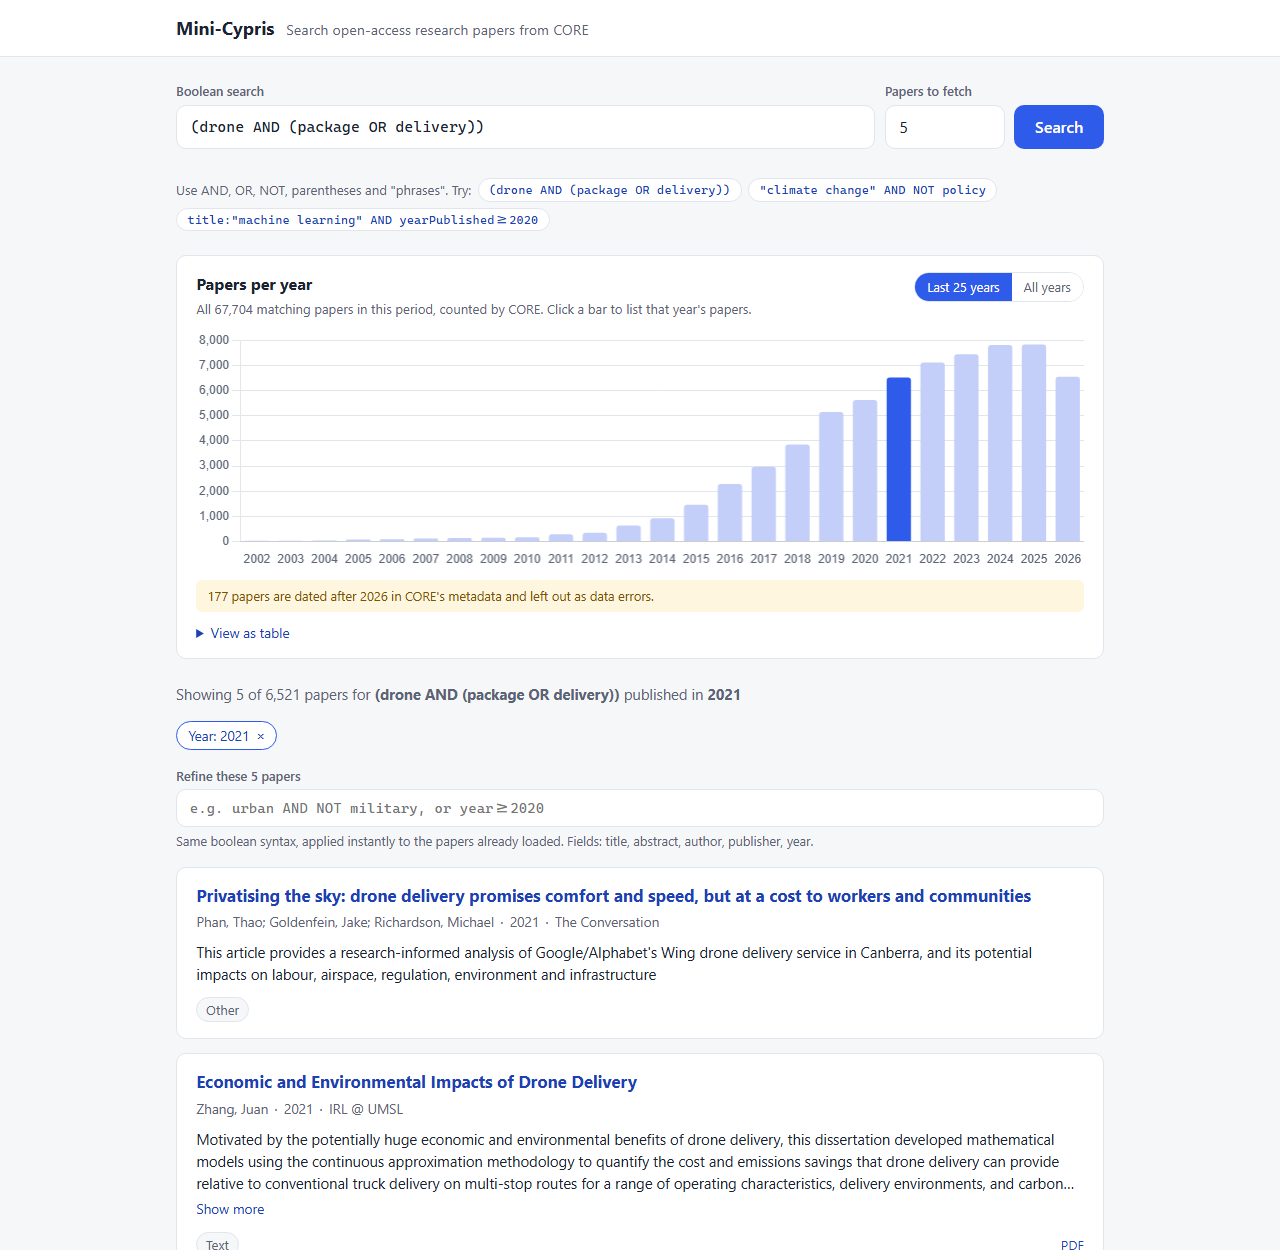 Mini-Cypris Search open-access research papers from CORE
Boolean search
Papers to fetch
(drone AND (package OR delivery))
5
Search
Use AND, OR, NOT, parentheses and "phrases". Try: (drone AND (package OR delivery)) "climate change" AND NOT policy
title:"machine learning" AND yearPublished≥2020
Papers per year
Last 25 years All years
All 67,704 matching papers in this period, counted by CORE. Click a bar to list that year's papers.
8,000
7,000
6,000
5,000
4,000
3,000
2,000
1,000
0
2002 2003 2004 2005 2006 2007 2008 2009 2010 2011 2012 2013 2014 2015 2016 2017 2018 2019 2020 2021 2022 2023 2024 2025 2026
177 papers are dated after 2026 in CORE's metadata and left out as data errors.
▶ View as table
Showing 5 of 6,521 papers for (drone AND (package OR delivery)) published in 2021
Year: 2021 ×
Refine these 5 papers
e.g. urban AND NOT military, or year≥2020
Same boolean syntax, applied instantly to the papers already loaded. Fields: title, abstract, author, publisher, year.
Privatising the sky: drone delivery promises comfort and speed, but at a cost to workers and communities
Phan, Thao; Goldenfein, Jake; Richardson, Michael · 2021 · The Conversation
This article provides a research-informed analysis of Google/Alphabet's Wing drone delivery service in Canberra, and its potential
impacts on labour, airspace, regulation, environment and infrastructure
Other
Economic and Environmental Impacts of Drone Delivery
Zhang, Juan · 2021 · IRL @ UMSL
Motivated by the potentially huge economic and environmental benefits of drone delivery, this dissertation developed mathematical
models using the continuous approximation methodology to quantify the cost and emissions savings that drone delivery can provide
relative to conventional truck delivery on multi-stop routes for a range of operating characteristics, delivery environments, and carbon...
Show more
Text
PDF